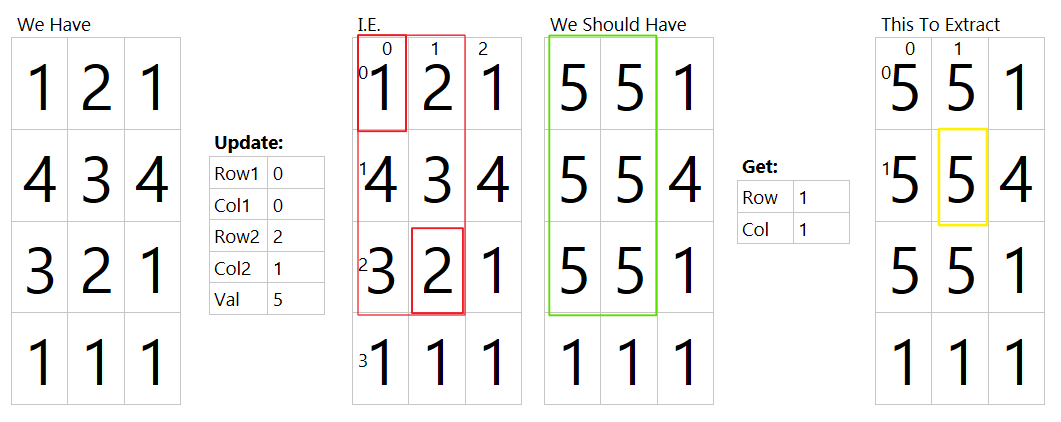 We Have
1 2 1
4 3 4
3 2 1
1 1 1
Update:
Row1 0
Col1 0
Row2 2
Col2 1
Val 5
I.E.
0 1 2
0 1 2 1
1 4 3 4
2 3 2 1
3 1 1 1
We Should Have
5 5 1
5 5 4
5 5 1
1 1 1
Get:
Row 1
Col 1
This To Extract
0 1
0 5 5 1
1 5 5 4
5 5 1
1 1 1